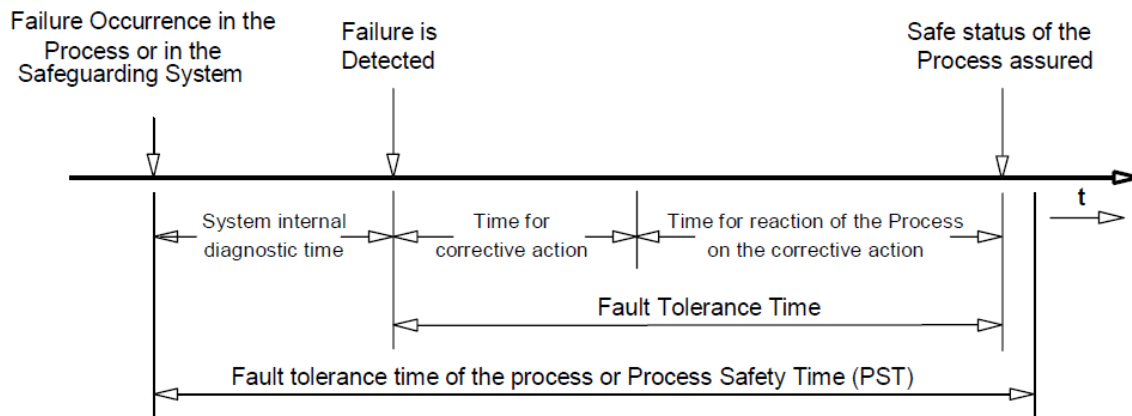 Failure Occurrence in the
Process or in the
Safeguarding System
Failure is
Detected
Safe status of the
Process assured
t
System internal
diagnostic time
Time for
corrective action
Time for reaction of the Process
on the corrective action
Fault Tolerance Time
Fault tolerance time of the process or Process Safety Time (PST)